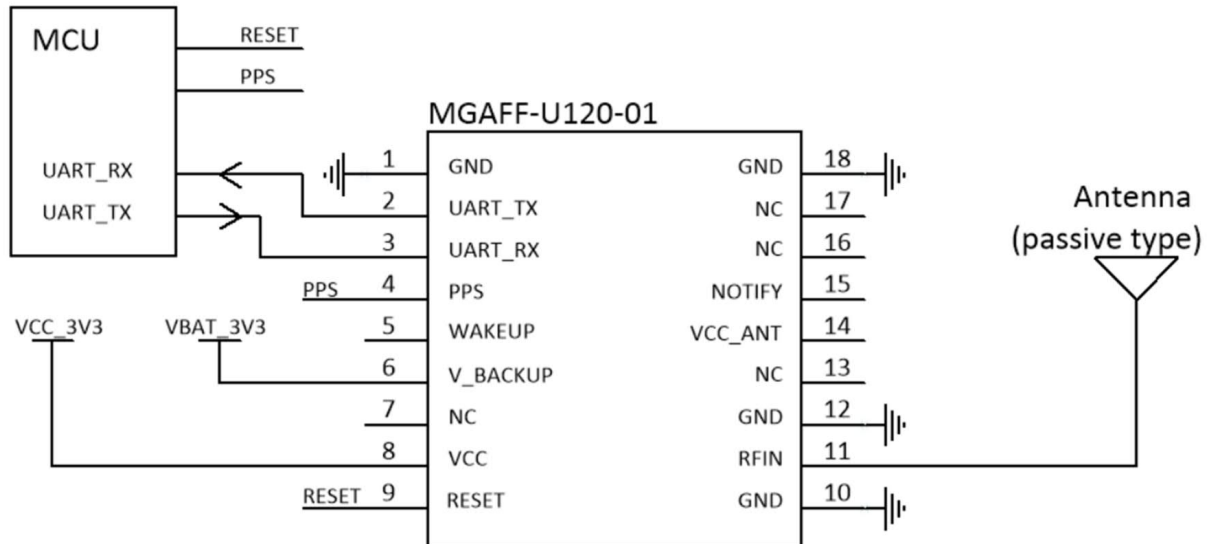 MCU
RESET
PPS
UART_RX
UART_TX
MGAFF-U120-01
1 GND
2 UART_TX
3 UART_RX
PPS 4 PPS
5 WAKEUP
6 V_BACKUP
7 NC
8 VCC
RESET 9 RESET
VCC_3V3
VBAT_3V3
GND 18
NC 17
NC 16
NOTIFY 15
VCC_ANT 14
NC 13
GND 12
RFIN 11
GND 10
Antenna
(passive type)